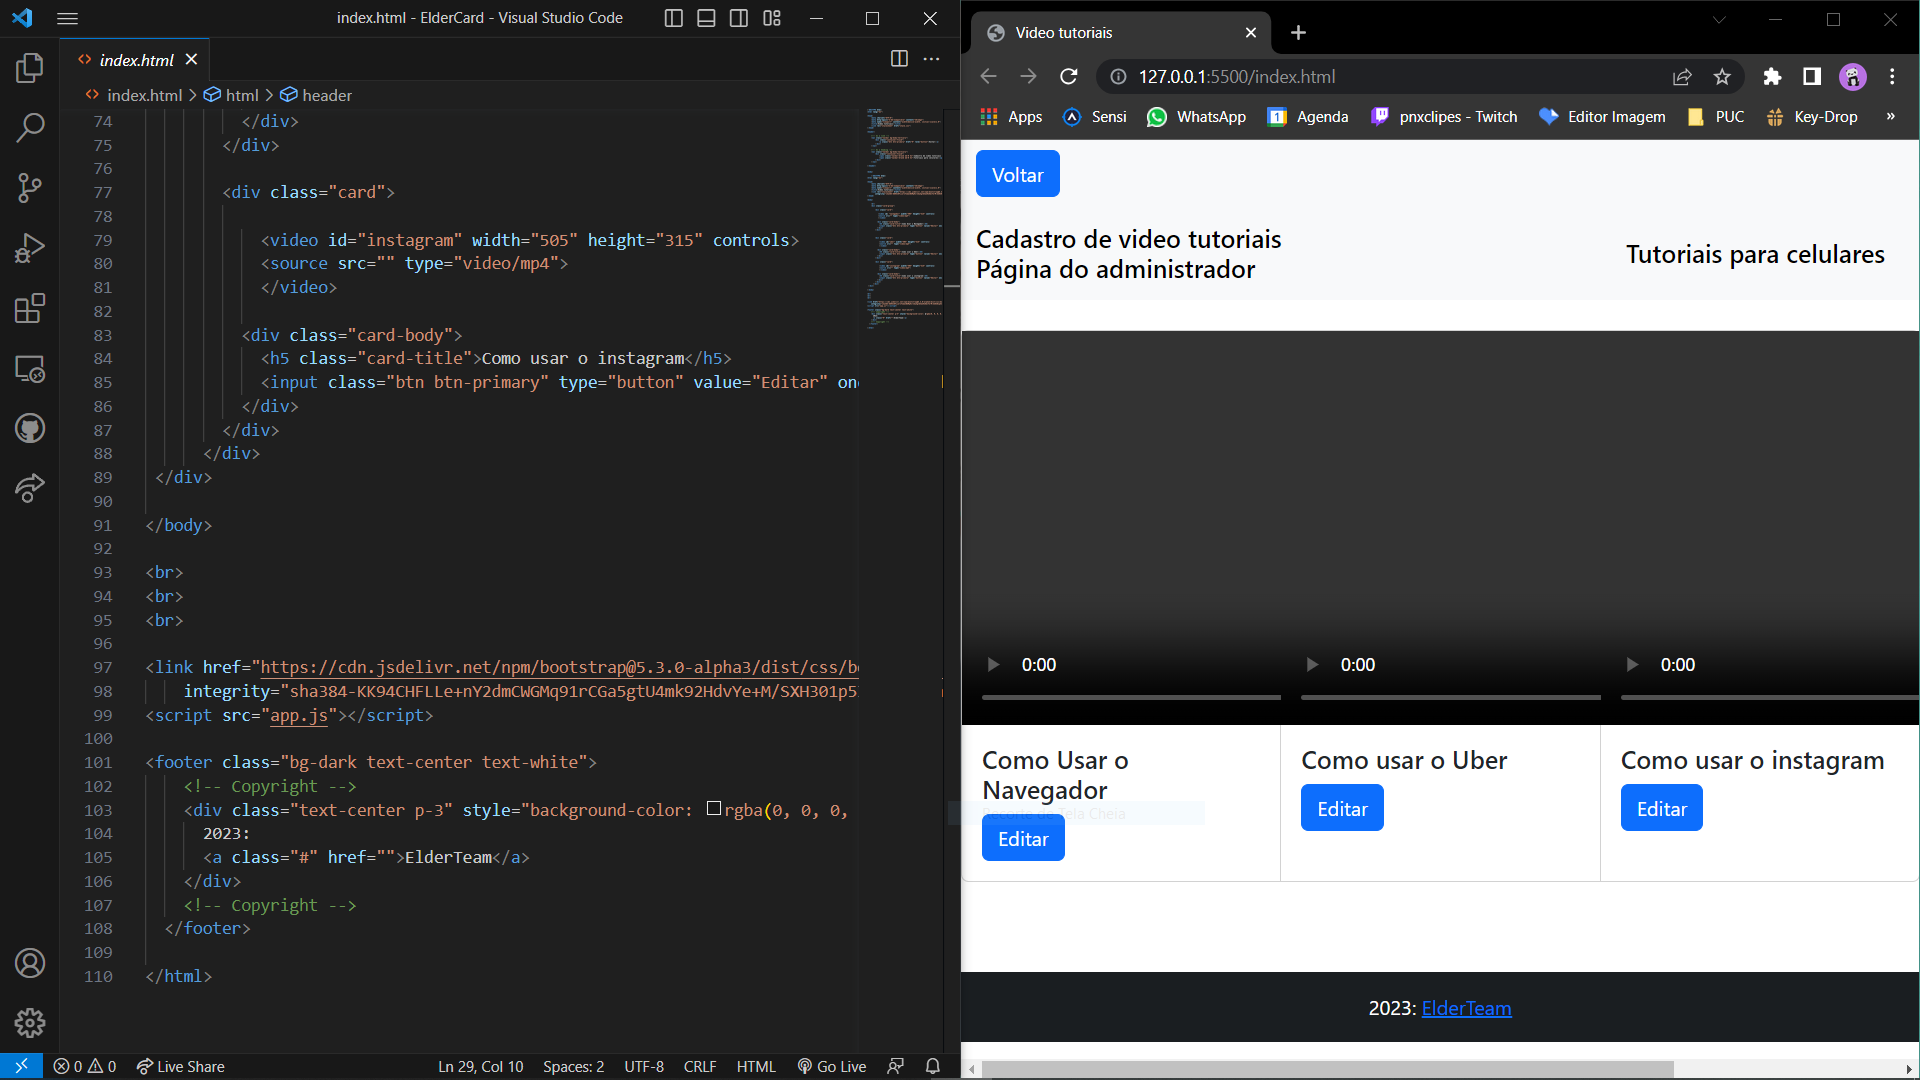 index.html - ElderCard - Visual Studio Code
index.html
index.html > html > header
74 </div>
75 </div>
76
77 <div class="card">
78
79 <video id="instagram" width="505" height="315" controls>
80 <source src="" type="video/mp4">
81 </video>
82
83 <div class="card-body">
84 <h5 class="card-title">Como usar o instagram</h5>
85 <input class="btn btn-primary" type="button" value="Editar" on
86 </div>
87 </div>
88 </div>
89 </div>
90
91 </body>
92
93 <br>
94 <br>
95 <br>
96
97 <link href="https://cdn.jsdelivr.net/npm/bootstrap@5.3.0-alpha3/dist/css/b
98 integrity="sha384-KK94CHFLLe+nY2dmCWGMq91rCGa5gtU4mk92HdvYe+M/SXH301p5
99 <script src="app.js"></script>
100
101 <footer class="bg-dark text-center text-white">
102 <!-- Copyright -->
103 <div class="text-center p-3" style="background-color: rgba(0, 0, 0,
104 2023:
105 <a class="#" href="">ElderTeam</a>
106 </div>
107 <!-- Copyright -->
108 </footer>
109
110 </html>
0 0 Live Share Ln 29, Col 10 Spaces: 2 UTF-8 CRLF HTML Go Live
Video tutoriais
127.0.0.1:5500/index.html
Apps Sensi WhatsApp 1 Agenda pnxclipes - Twitch Editor Imagem PUC Key-Drop »
Voltar
Cadastro de video tutoriais
Página do administrador
Tutoriais para celulares
0:00 0:00 0:00
Como Usar o Navegador
Recorte de Tela Cheia
Editar
Como usar o Uber
Editar
Como usar o instagram
Editar
2023: ElderTeam